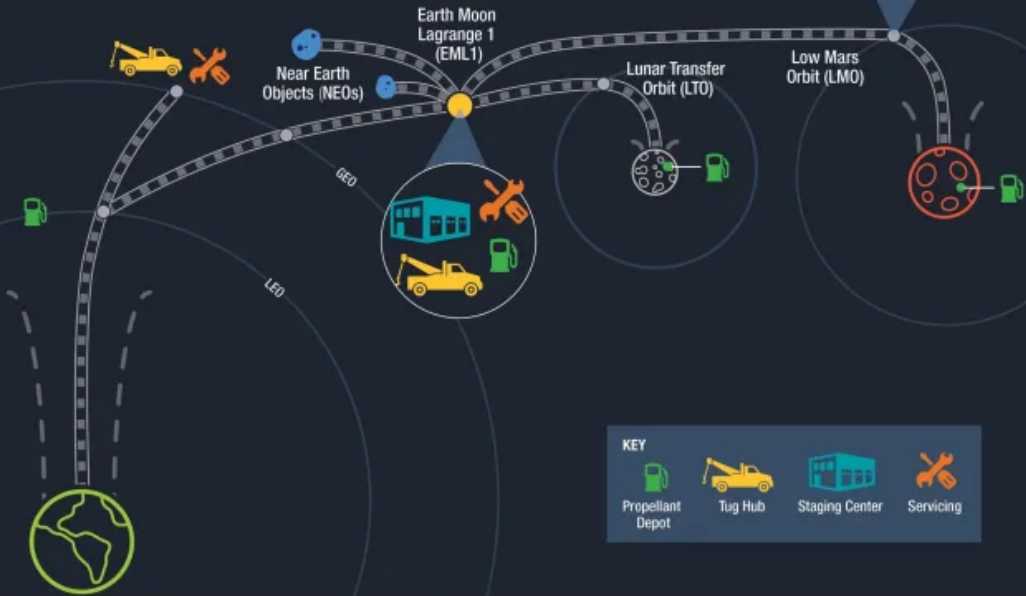 Earth Moon
Lagrange 1
(EML1)
Near Earth
Objects (NEOs)
Lunar Transfer
Orbit (LTO)
Low Mars
Orbit (LMO)
GEO
LEO
KEY
Propellant
Depot
Tug Hub
Staging Center
Servicing